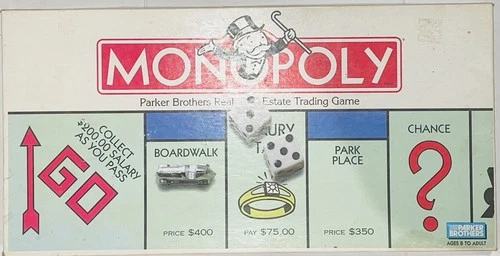 MONOPOLY
Parker Brothers Real Estate Trading Game
COLLECT
$200.00 SALARY
AS YOU PASS
GO
BOARDWALK
PRICE $400
PAY $75.00
PARK
PLACE
PRICE $350
CHANCE
?
PARKER
BROTHERS
AGES 8 TO ADULT